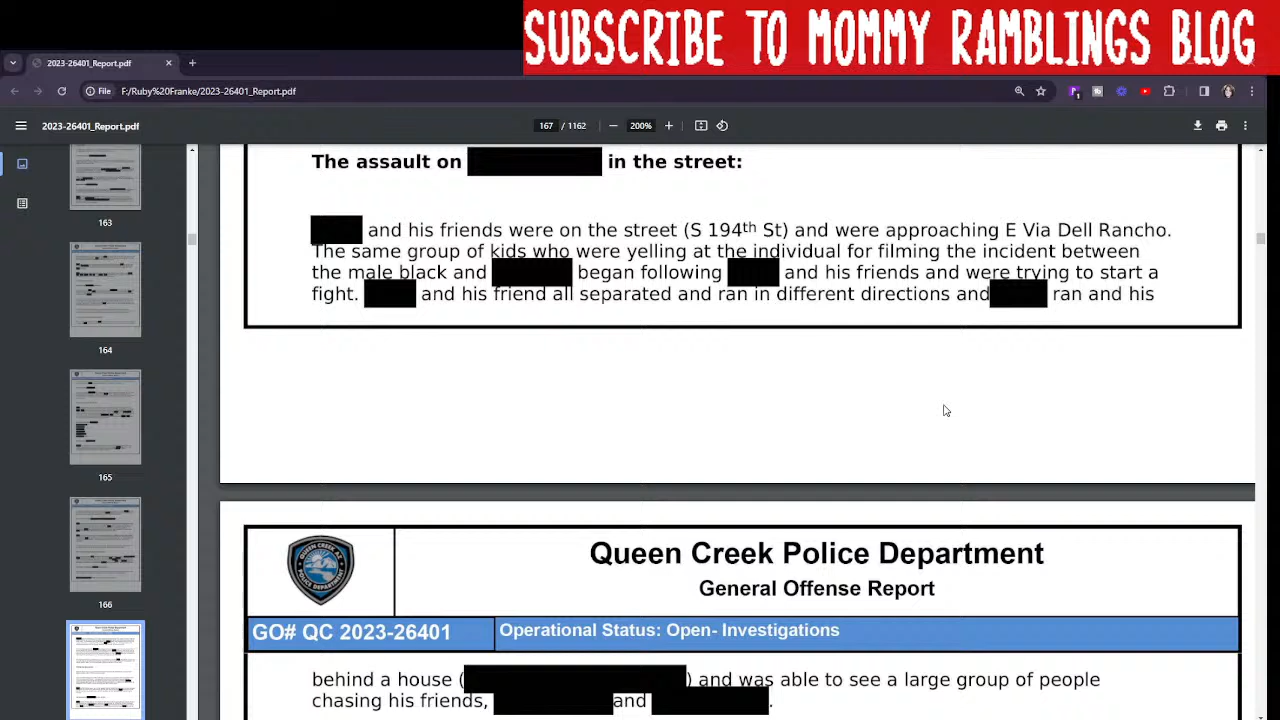 SUBSCRIBE TO MOMMY RAMBLINGS BLOG
2023-26401_Report.pdf
File F:/Ruby%20Franke/2023-26401_Report.pdf
2023-26401_Report.pdf 167 / 1162 200%
163
164
165
166
The assault on in the street:
and his friends were on the street (S 194th St) and were approaching E Via Dell Rancho.
The same group of kids who were yelling at the individual for filming the incident between
the male black and began following and his friends and were trying to start a
fight. and his friend all separated and ran in different directions and ran and his
Queen Creek Police Department
General Offense Report
GO# QC 2023-26401
Operational Status: Open- Investigations
behind a house ( ) and was able to see a large group of people
chasing his friends, and .